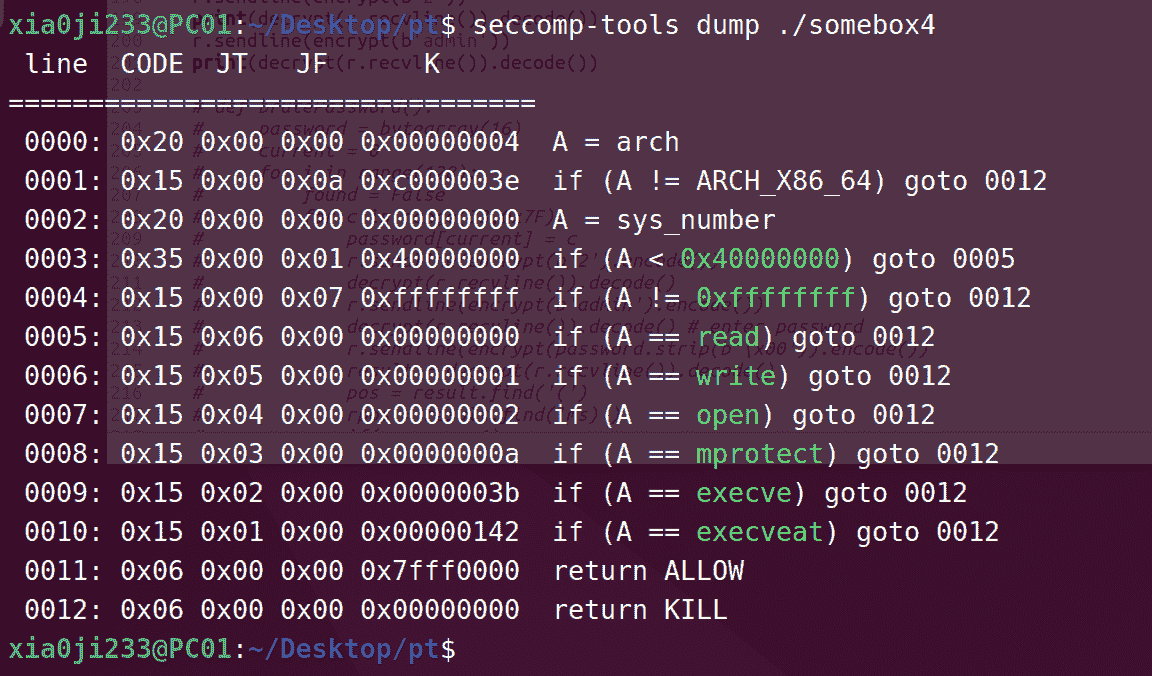 xia0ji233@PC01:~/Desktop/pt$ seccomp-tools dump ./somebox4
line CODE JT JF K
=================================
0000: 0x20 0x00 0x00 0x00000004 A = arch
0001: 0x15 0x00 0x0a 0xc000003e if (A != ARCH_X86_64) goto 0012
0002: 0x20 0x00 0x00 0x00000000 A = sys_number
0003: 0x35 0x00 0x01 0x40000000 if (A < 0x40000000) goto 0005
0004: 0x15 0x00 0x07 0xffffffff if (A != 0xffffffff) goto 0012
0005: 0x15 0x06 0x00 0x00000000 if (A == read) goto 0012
0006: 0x15 0x05 0x00 0x00000001 if (A == write) goto 0012
0007: 0x15 0x04 0x00 0x00000002 if (A == open) goto 0012
0008: 0x15 0x03 0x00 0x0000000a if (A == mprotect) goto 0012
0009: 0x15 0x02 0x00 0x0000003b if (A == execve) goto 0012
0010: 0x15 0x01 0x00 0x00000142 if (A == execveat) goto 0012
0011: 0x06 0x00 0x00 0x7fff0000 return ALLOW
0012: 0x06 0x00 0x00 0x00000000 return KILL
xia0ji233@PC01:~/Desktop/pt$